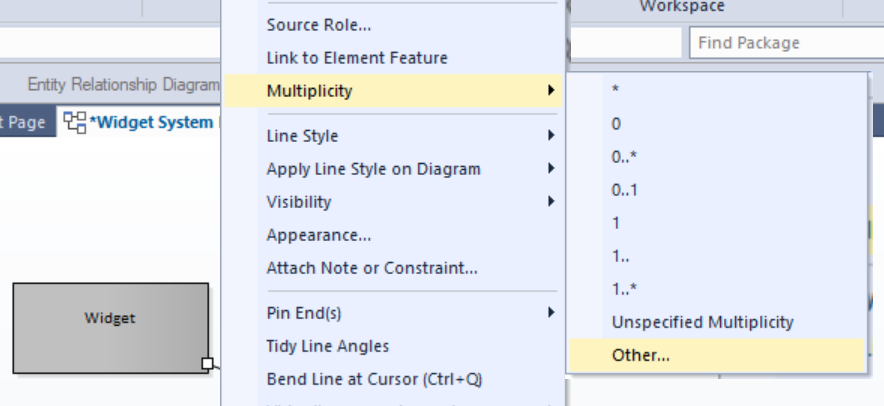 Workspace
Source Role...
Link to Element Feature
Find Package
Entity Relationship Diagram
Multiplicity
*
t Page
*Widget System
0
Line Style
0..*
Apply Line Style on Diagram
0..1
Visibility
1
Appearance...
1..
Attach Note or Constraint...
1..*
Pin End(s)
Unspecified Multiplicity
Widget
Tidy Line Angles
Other...
Bend Line at Cursor (Ctrl+Q)